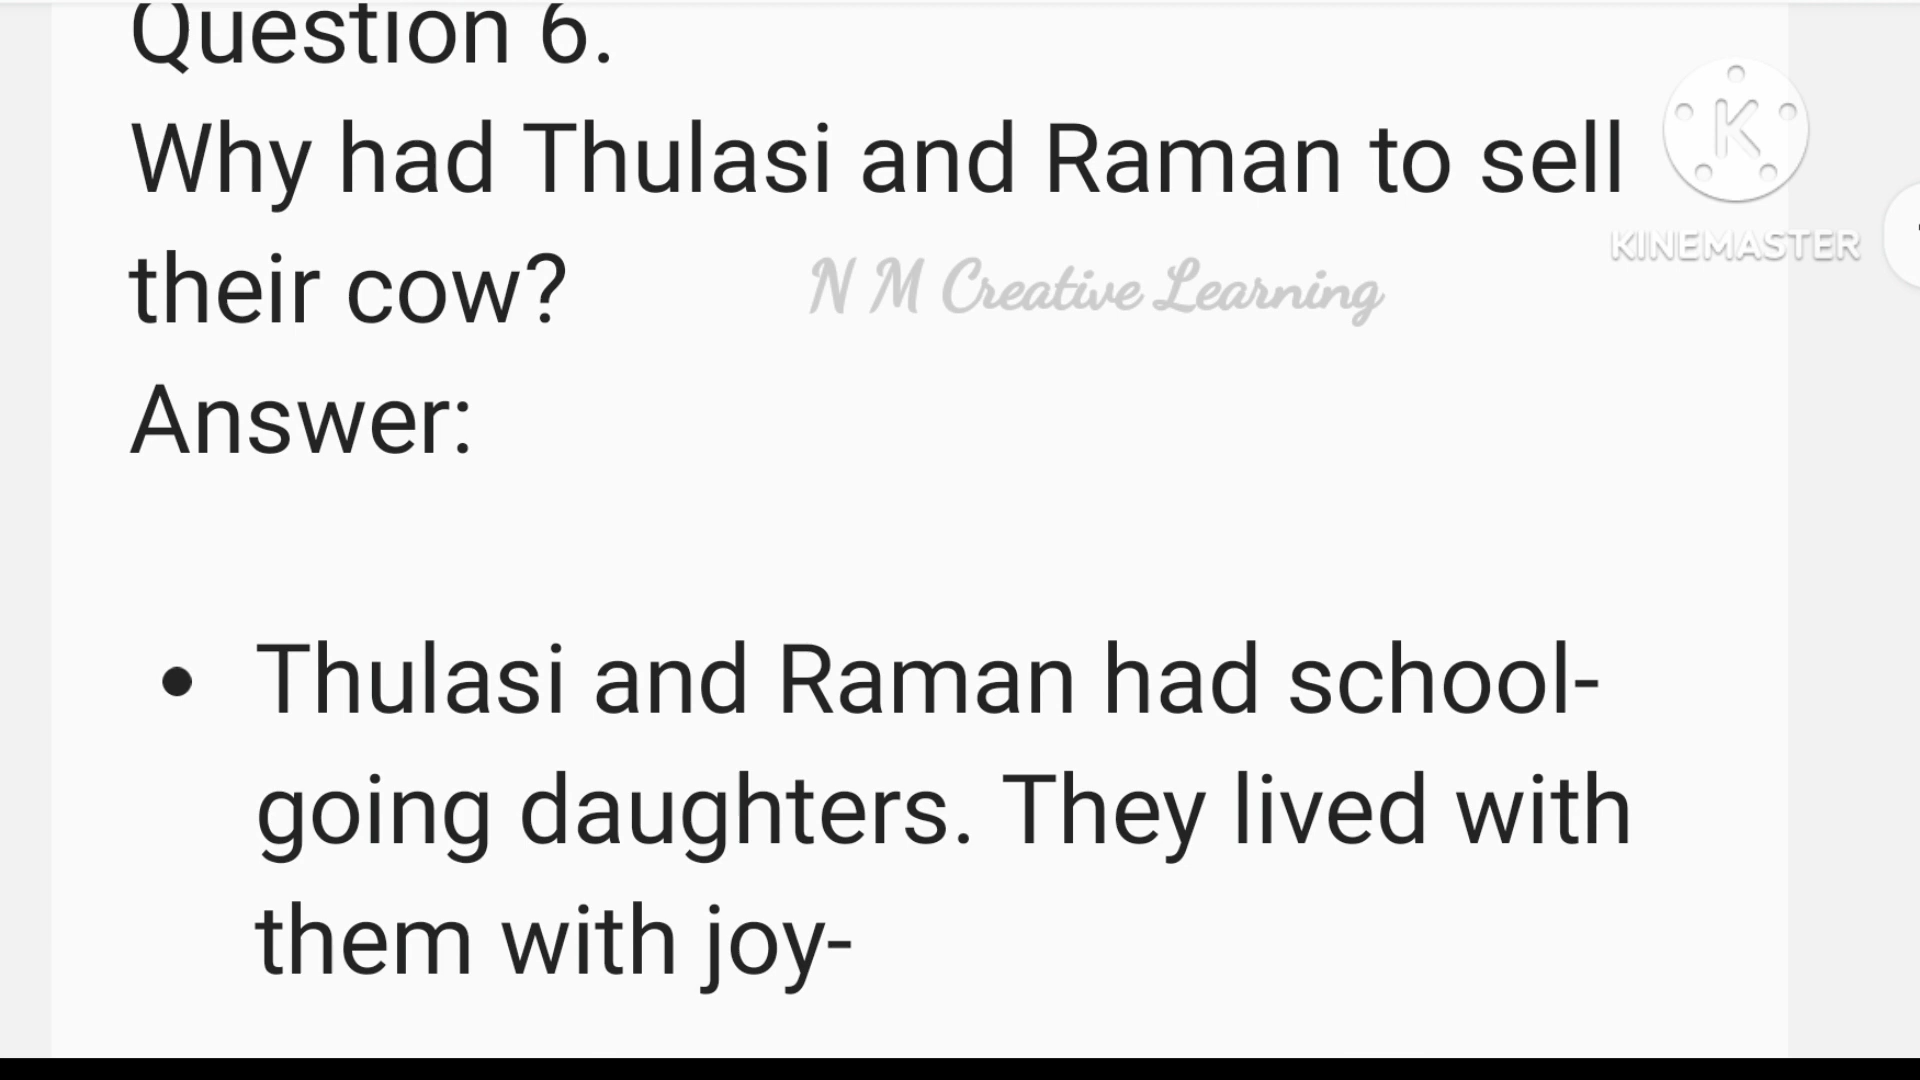 Question 6.
Why had Thulasi and Raman to sell
their cow?
Answer:
• Thulasi and Raman had school-
going daughters. They lived with
them with joy-
N M Creative Learning
K
KINEMASTER